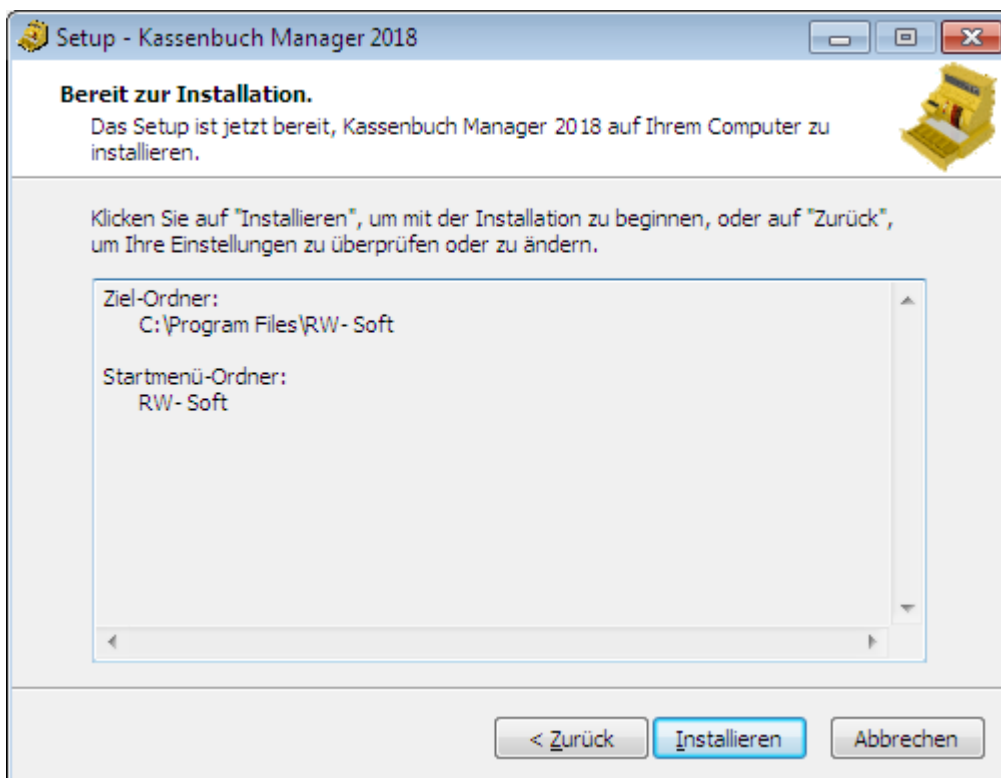 Setup - Kassenbuch Manager 2018
Bereit zur Installation.
Das Setup ist jetzt bereit, Kassenbuch Manager 2018 auf Ihrem Computer zu
installieren.
Klicken Sie auf "Installieren", um mit der Installation zu beginnen, oder auf "Zurück",
um Ihre Einstellungen zu überprüfen oder zu ändern.
Ziel-Ordner:
C:\Program Files\RW- Soft
Startmenü-Ordner:
RW- Soft
< Zurück Installieren Abbrechen